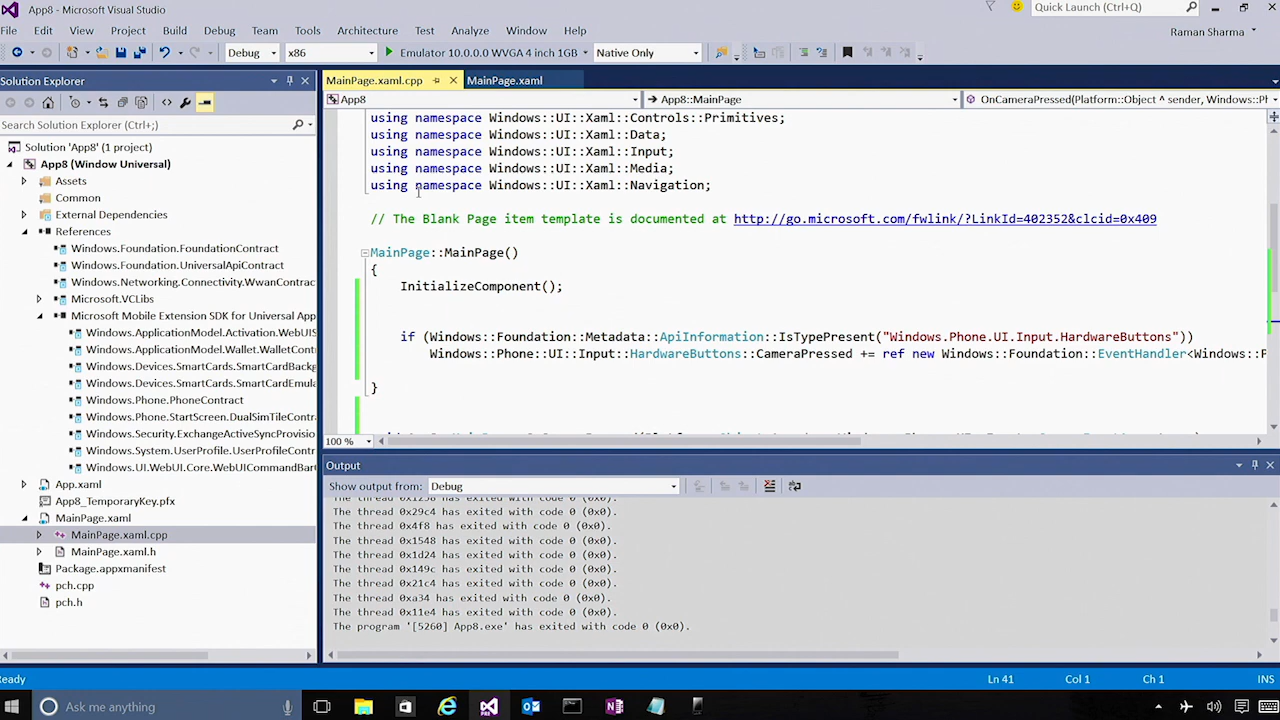 App8 - Microsoft Visual Studio
Quick Launch (Ctrl+Q)
File Edit View Project Build Debug Team Tools Architecture Test Analyze Window Help
Raman Sharma
Debug x86 Emulator 10.0.0.0 WVGA 4 inch 1GB Native Only
Solution Explorer
Search Solution Explorer (Ctrl+;)
Solution 'App8' (1 project)
App8 (Window Universal)
Assets
Common
External Dependencies
References
Windows.Foundation.FoundationContract
Windows.Foundation.UniversalApiContract
Windows.Networking.Connectivity.WwanContrac
Microsoft.VCLibs
Microsoft Mobile Extension SDK for Universal App
Windows.ApplicationModel.Activation.WebUIS
Windows.ApplicationModel.Wallet.WalletContr
Windows.Devices.SmartCards.SmartCardBackg
Windows.Devices.SmartCards.SmartCardEmula
Windows.Phone.PhoneContract
Windows.Phone.StartScreen.DualSimTileContra
Windows.Security.ExchangeActiveSyncProvisio
Windows.System.UserProfile.UserProfileContr
Windows.UI.WebUI.Core.WebUICommandBarC
App.xaml
App8_TemporaryKey.pfx
MainPage.xaml
MainPage.xaml.cpp
MainPage.xaml.h
Package.appxmanifest
pch.cpp
pch.h
MainPage.xaml.cpp MainPage.xaml
App8 App8::MainPage OnCameraPressed(Platform::Object ^ sender, Windows::Ph
using namespace Windows::UI::Xaml::Controls::Primitives;
using namespace Windows::UI::Xaml::Data;
using namespace Windows::UI::Xaml::Input;
using namespace Windows::UI::Xaml::Media;
using namespace Windows::UI::Xaml::Navigation;
// The Blank Page item template is documented at http://go.microsoft.com/fwlink/?LinkId=402352&clcid=0x409
MainPage::MainPage()
{
InitializeComponent();
if (Windows::Foundation::Metadata::ApiInformation::IsTypePresent("Windows.Phone.UI.Input.HardwareButtons"))
Windows::Phone::UI::Input::HardwareButtons::CameraPressed += ref new Windows::Foundation::EventHandler<Windows::P
}
100 %
Output
Show output from: Debug
The thread 0x1258 has exited with code 0 (0x0).
The thread 0x29c4 has exited with code 0 (0x0).
The thread 0x4f8 has exited with code 0 (0x0).
The thread 0x1548 has exited with code 0 (0x0).
The thread 0x1d24 has exited with code 0 (0x0).
The thread 0x149c has exited with code 0 (0x0).
The thread 0x21c4 has exited with code 0 (0x0).
The thread 0xa34 has exited with code 0 (0x0).
The thread 0x11e4 has exited with code 0 (0x0).
The program '[5260] App8.exe' has exited with code 0 (0x0).
Ready Ln 41 Col 1 Ch 1 INS
Ask me anything